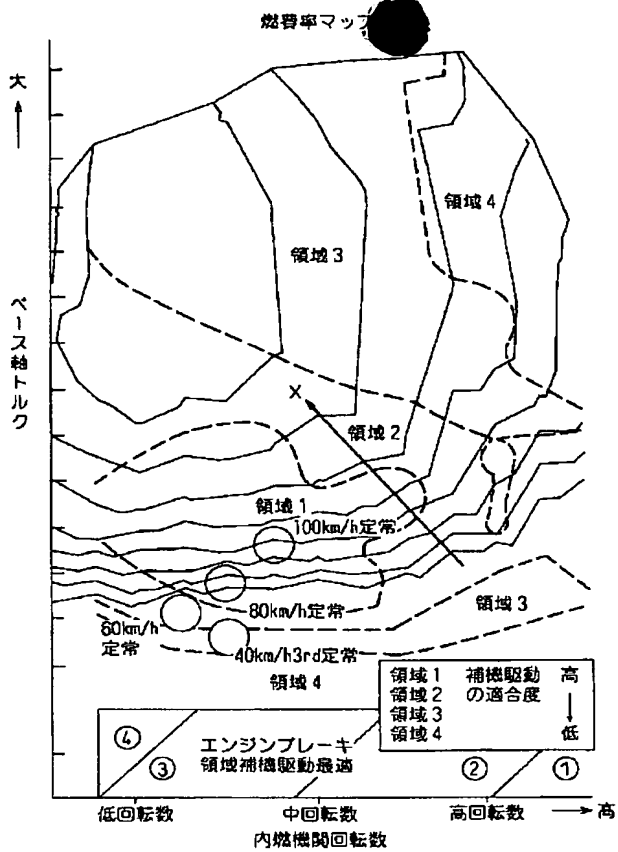 燃費率マップ
大
ベース軸トルク
領域4
領域3
X
領域2
領域1
100km/h定常
80km/h定常
領域3
60km/h
定常
40km/h3rd定常
領域4
領域1 補機駆動 高
領域2 の適合度
領域3
領域4 低
④
エンジンブレーキ
③ 領域補機駆動最適 ② ①
低回転数 中回転数 高回転数 高
内燃機関回転数